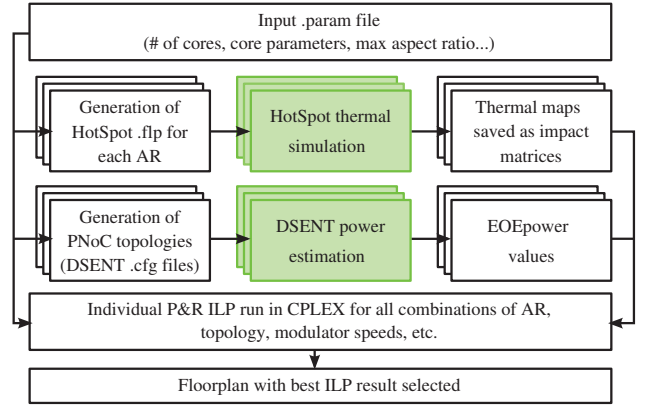 Input .param file
(# of cores, core parameters, max aspect ratio...)
Generation of
HotSpot .flp for
each AR
HotSpot thermal
simulation
Thermal maps
saved as impact
matrices
Generation of
PNoC topologies
(DSENT .cfg files)
DSENT power
estimation
EOEpower
values
Individual P&R ILP run in CPLEX for all combinations of AR,
topology, modulator speeds, etc.
Floorplan with best ILP result selected